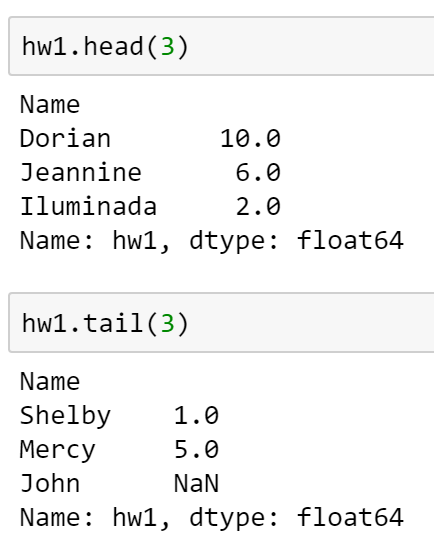 hw1.head(3)
Name
Dorian       10.0
Jeannine      6.0
Iluminada     2.0
Name: hw1, dtype: float64
hw1.tail(3)
Name
Shelby    1.0
Mercy     5.0
John      NaN
Name: hw1, dtype: float64